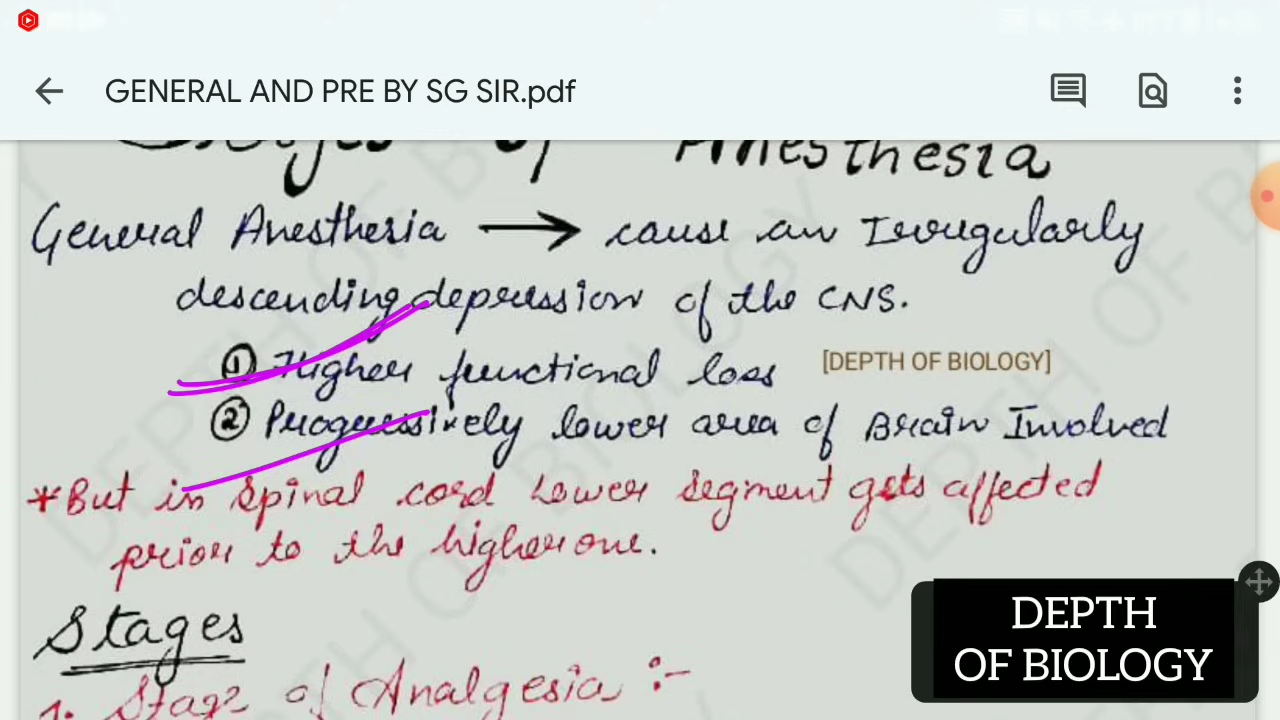 GENERAL AND PRE BY SG SIR.pdf
Stages of Anesthesia
General Anesthesia → cause an Irregularly
descending depression of the CNS.
① Higher functional loss [DEPTH OF BIOLOGY]
② Progressively lower area of Brain Involved
*But in spinal cord lower segment gets affected
prior to the higher one.
Stages
1. Stage of Analgesia :-
DEPTH
OF BIOLOGY